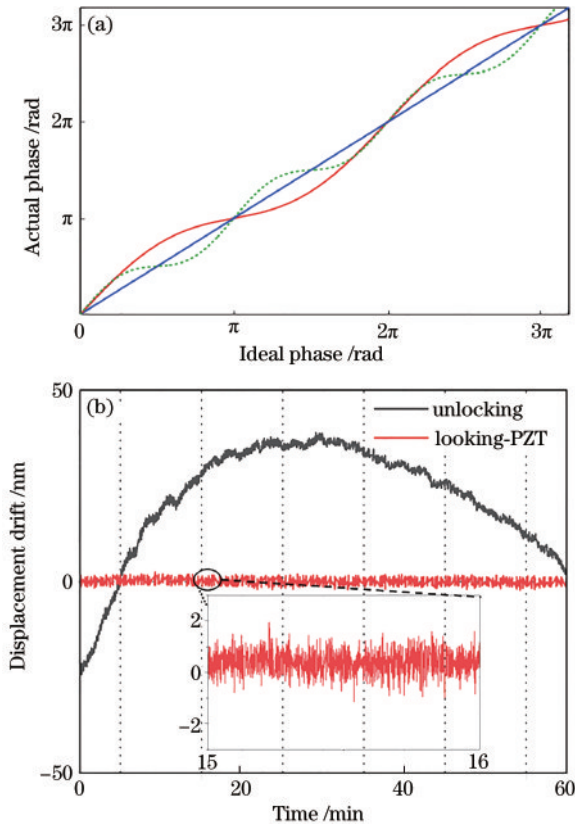 (a)
3π
2π
π
0
π
2π
3π
Actual phase /rad
Ideal phase /rad
(b)
50
0
−50
Displacement drift /nm
unlocking
looking-PZT
2
0
−2
15
16
0
20
40
60
Time /min